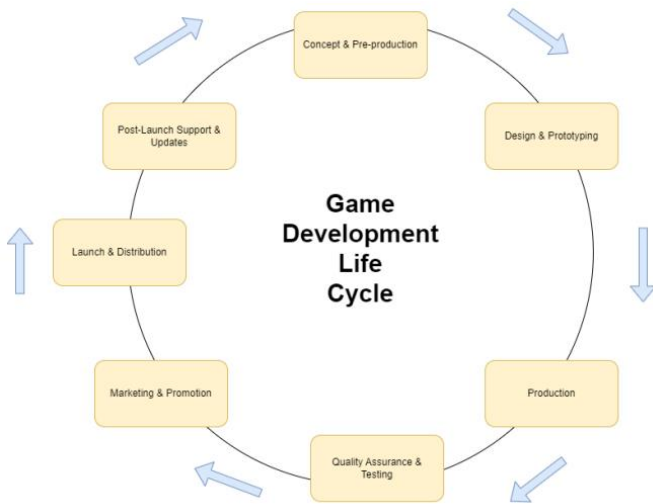 Concept & Pre-production
Design & Prototyping
Production
Quality Assurance &
Testing
Marketing & Promotion
Launch & Distribution
Post-Launch Support &
Updates
Game
Development
Life
Cycle